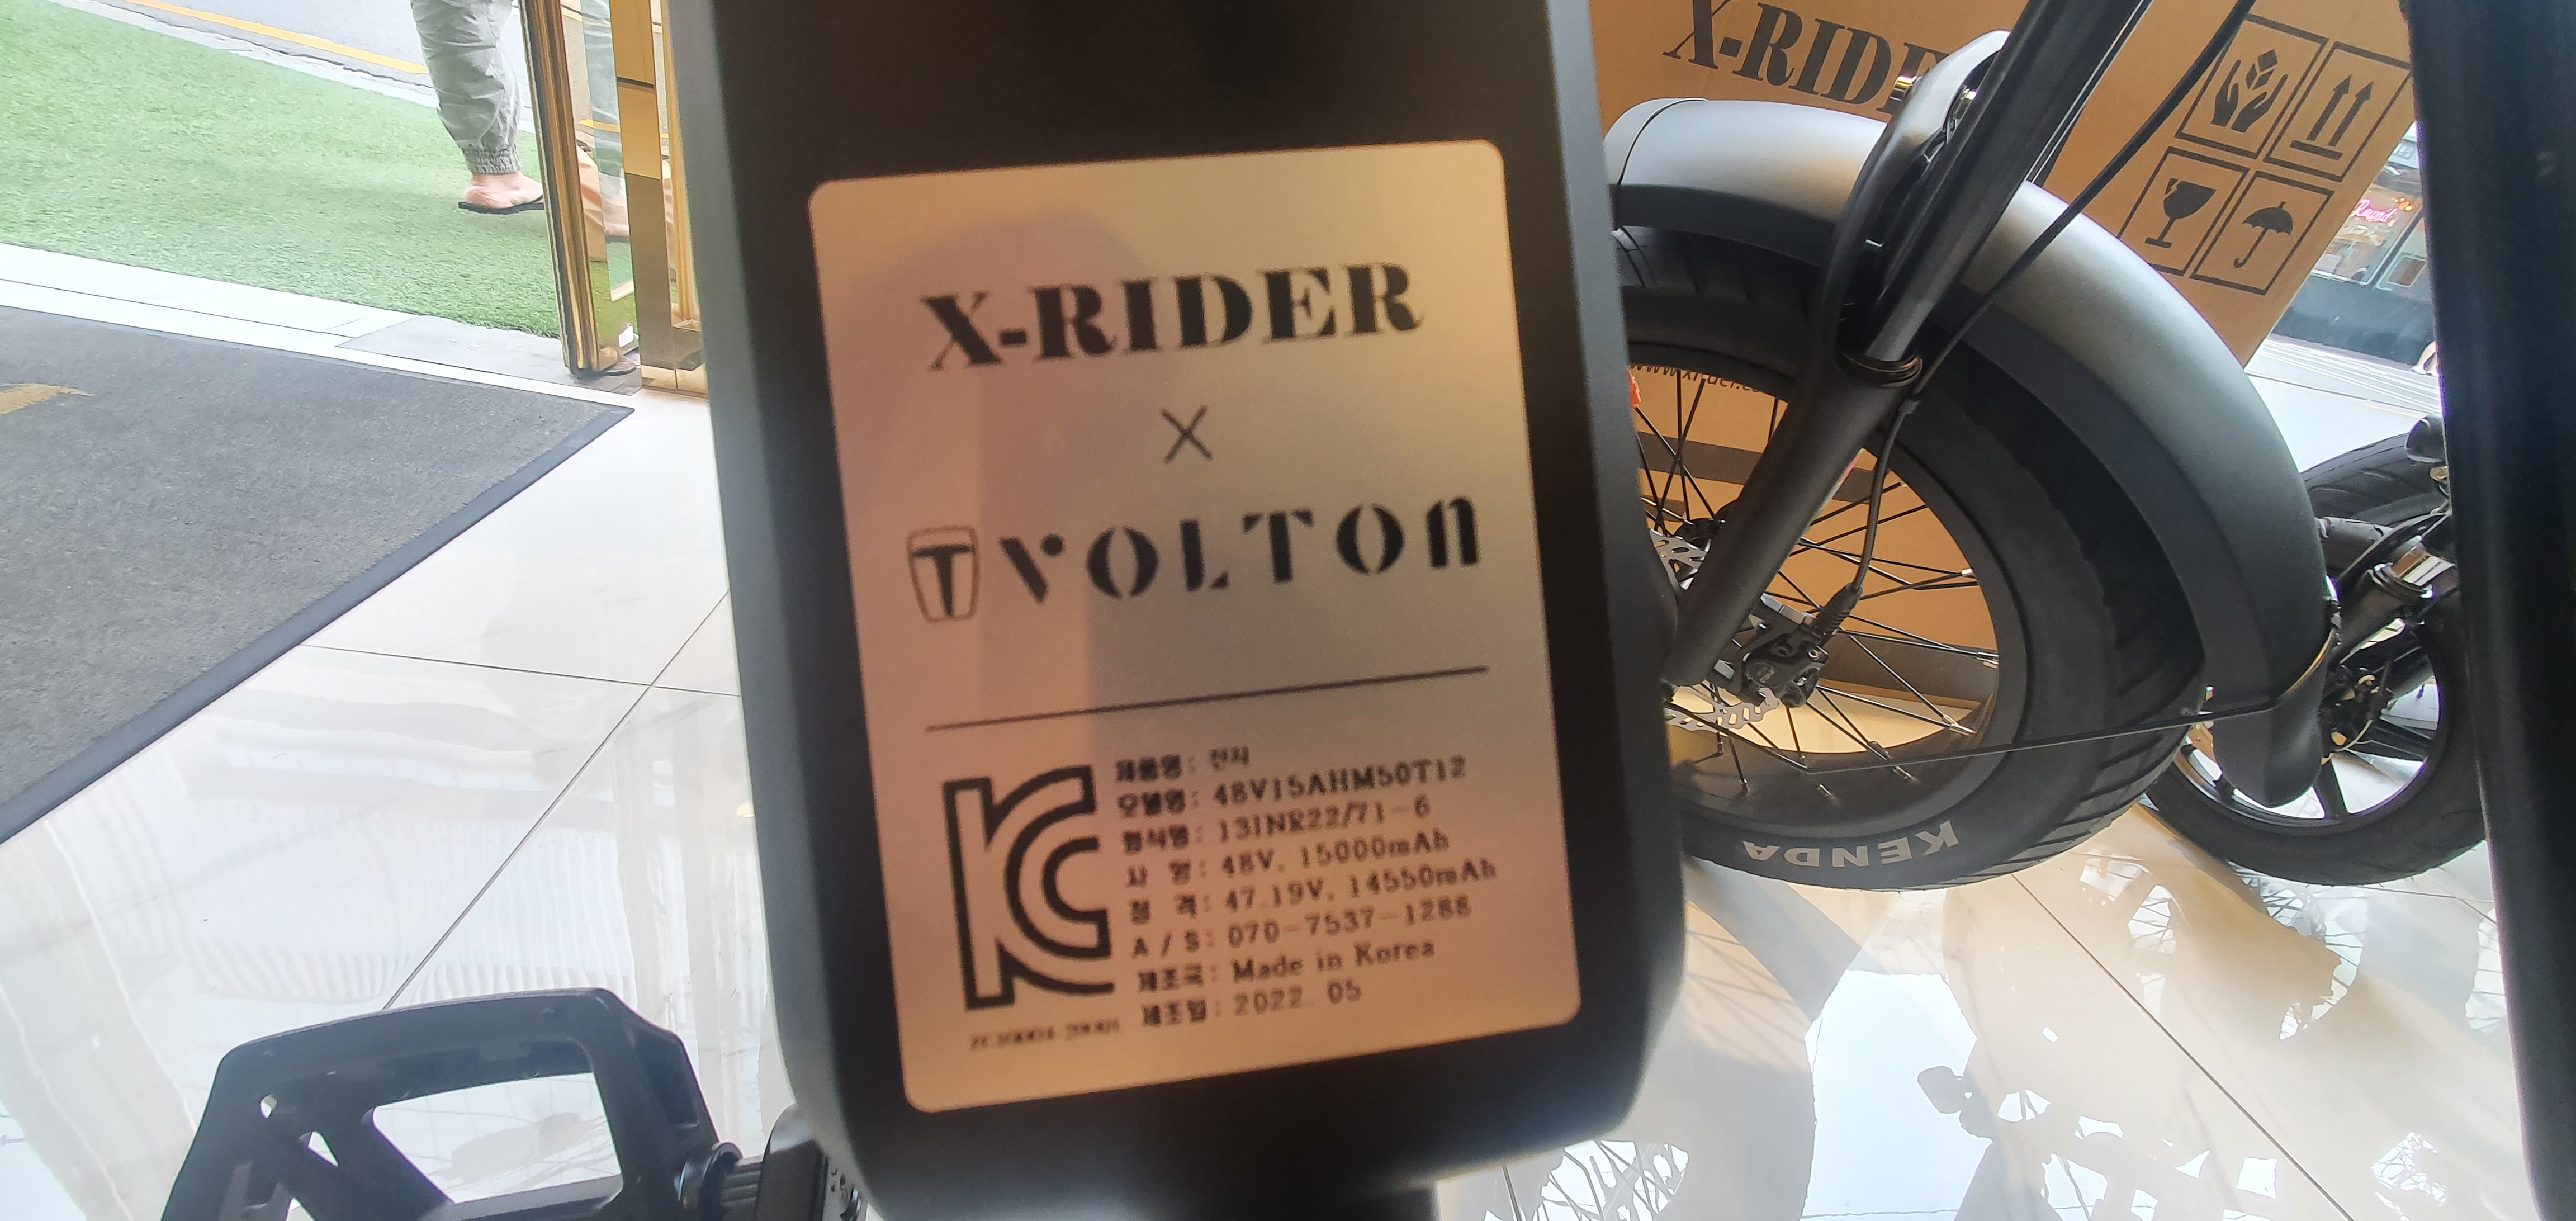 X-RIDER
X-RIDER
×
T VOLTON
제품명: 전지
모델명: 48V15AHM50T12
형식명: 13INR22/71-6
사 양: 48V, 15000mAh
정 격: 47.19V, 14550mAh
A / S: 070-7537-1288
제조국: Made in Korea
제조일: 2022. 05
KC
KENDA